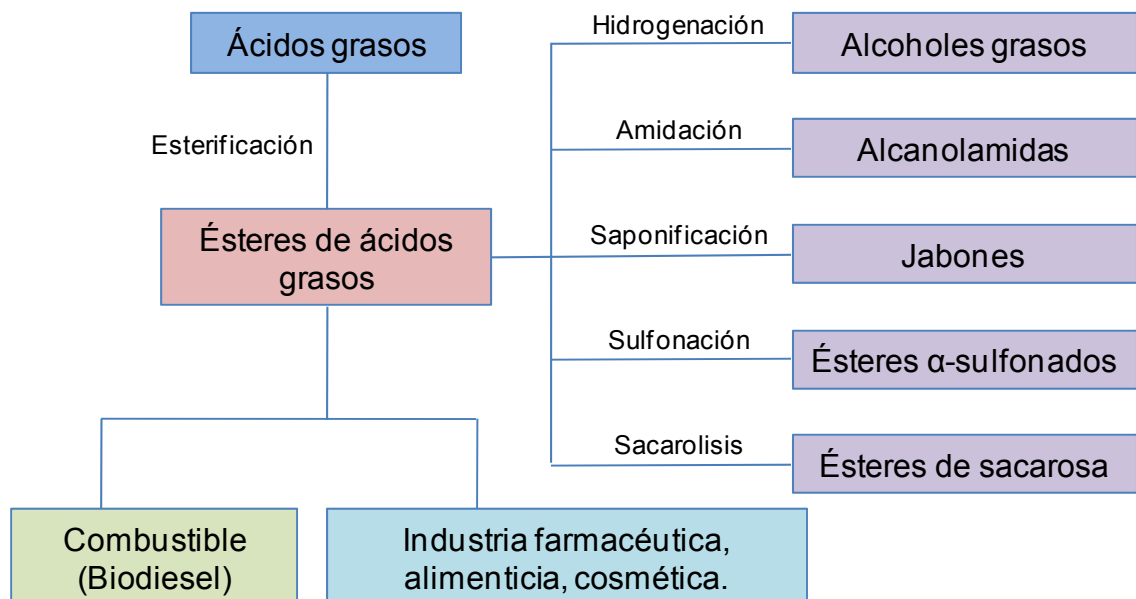 Ácidos grasos
Esterificación
Ésteres de ácidos
grasos
Hidrogenación
Alcoholes grasos
Amidación
Alcanolamidas
Saponificación
Jabones
Sulfonación
Ésteres α-sulfonados
Sacarolisis
Ésteres de sacarosa
Combustible
(Biodiesel)
Industria farmacéutica,
alimenticia, cosmética.